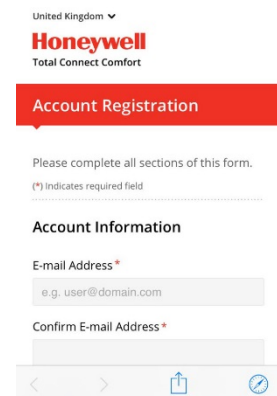 United Kingdom
Honeywell
Total Connect Comfort
Account Registration
Please complete all sections of this form.
(*) Indicates required field
Account Information
E-mail Address*
e.g. user@domain.com
Confirm E-mail Address*